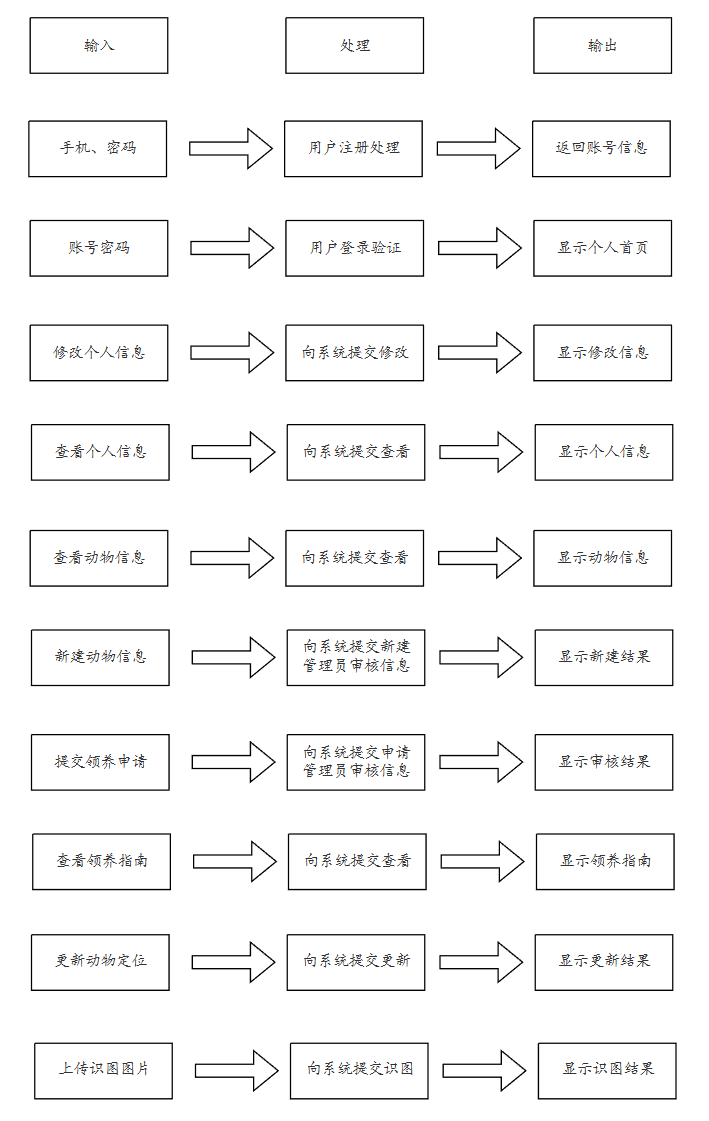 输入
处理
输出
手机、密码
用户注册处理
返回账号信息
账号密码
用户登录验证
显示个人首页
修改个人信息
向系统提交修改
显示修改信息
查看个人信息
向系统提交查看
显示个人信息
查看动物信息
向系统提交查看
显示动物信息
新建动物信息
向系统提交新建
管理员审核信息
显示新建结果
提交领养申请
向系统提交申请
管理员审核信息
显示审核结果
查看领养指南
向系统提交查看
显示领养指南
更新动物定位
向系统提交更新
显示更新结果
上传识图图片
向系统提交识图
显示识图结果